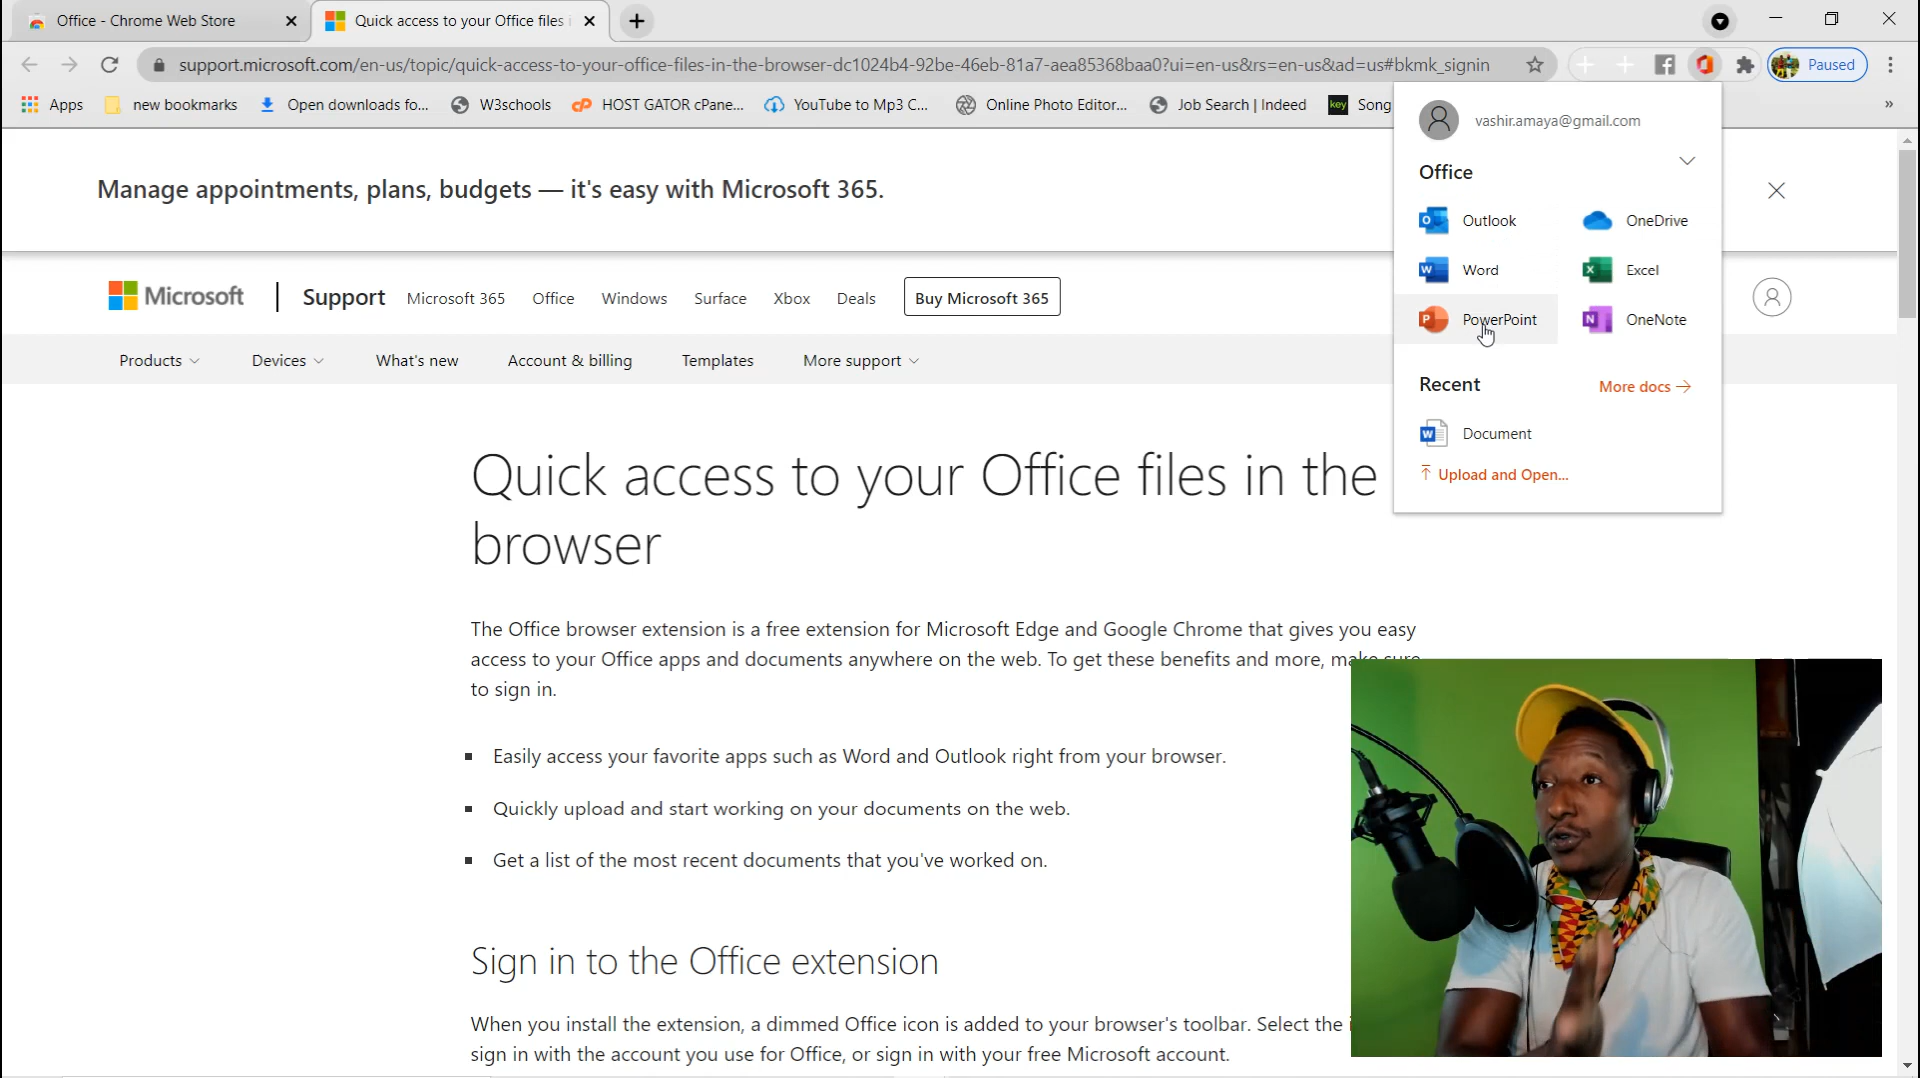 Office - Chrome Web Store
Quick access to your Office files i
support.microsoft.com/en-us/topic/quick-access-to-your-office-files-in-the-browser-dc1024b4-92be-46eb-81a7-aea85368baa0?ui=en-us&rs=en-us&ad=us#bkmk_signin
Paused
Apps
new bookmarks
Open downloads fo...
W3schools
HOST GATOR cPane...
YouTube to Mp3 C...
Online Photo Editor...
Job Search | Indeed
key Song
»
vashir.amaya@gmail.com
Office
Outlook
OneDrive
Word
Excel
PowerPoint
OneNote
Recent
More docs →
Document
Upload and Open...
Manage appointments, plans, budgets — it's easy with Microsoft 365.
Microsoft | Support
Microsoft 365
Office
Windows
Surface
Xbox
Deals
Buy Microsoft 365
Products
Devices
What's new
Account & billing
Templates
More support
Quick access to your Office files in the
browser
The Office browser extension is a free extension for Microsoft Edge and Google Chrome that gives you easy
access to your Office apps and documents anywhere on the web. To get these benefits and more, make sure
to sign in.
Easily access your favorite apps such as Word and Outlook right from your browser.
Quickly upload and start working on your documents on the web.
Get a list of the most recent documents that you've worked on.
Sign in to the Office extension
When you install the extension, a dimmed Office icon is added to your browser's toolbar. Select the
sign in with the account you use for Office, or sign in with your free Microsoft account.